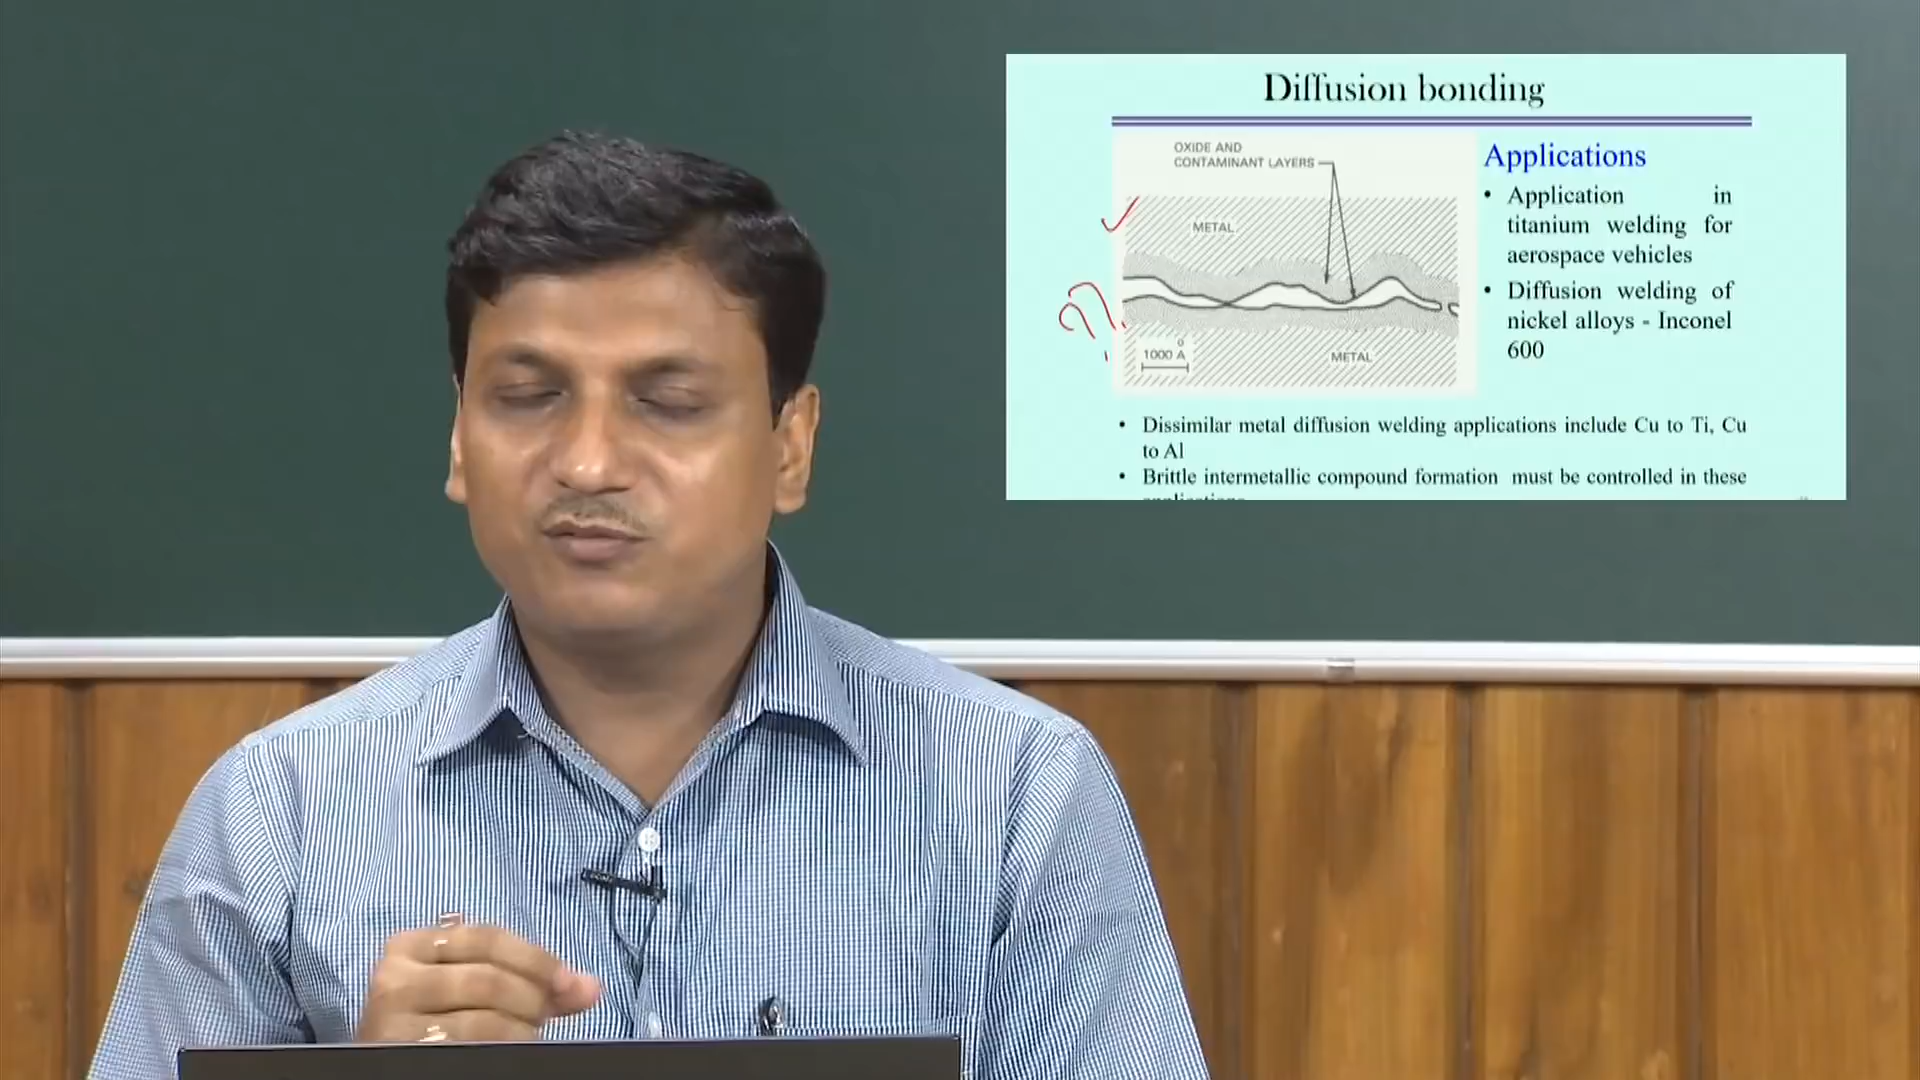 Diffusion bonding
OXIDE AND
CONTAMINANT LAYERS
METAL
1000 Å
METAL
Applications
• Application in
titanium welding for
aerospace vehicles
• Diffusion welding of
nickel alloys - Inconel
600
• Dissimilar metal diffusion welding applications include Cu to Ti, Cu
to Al
• Brittle intermetallic compound formation must be controlled in these
applications